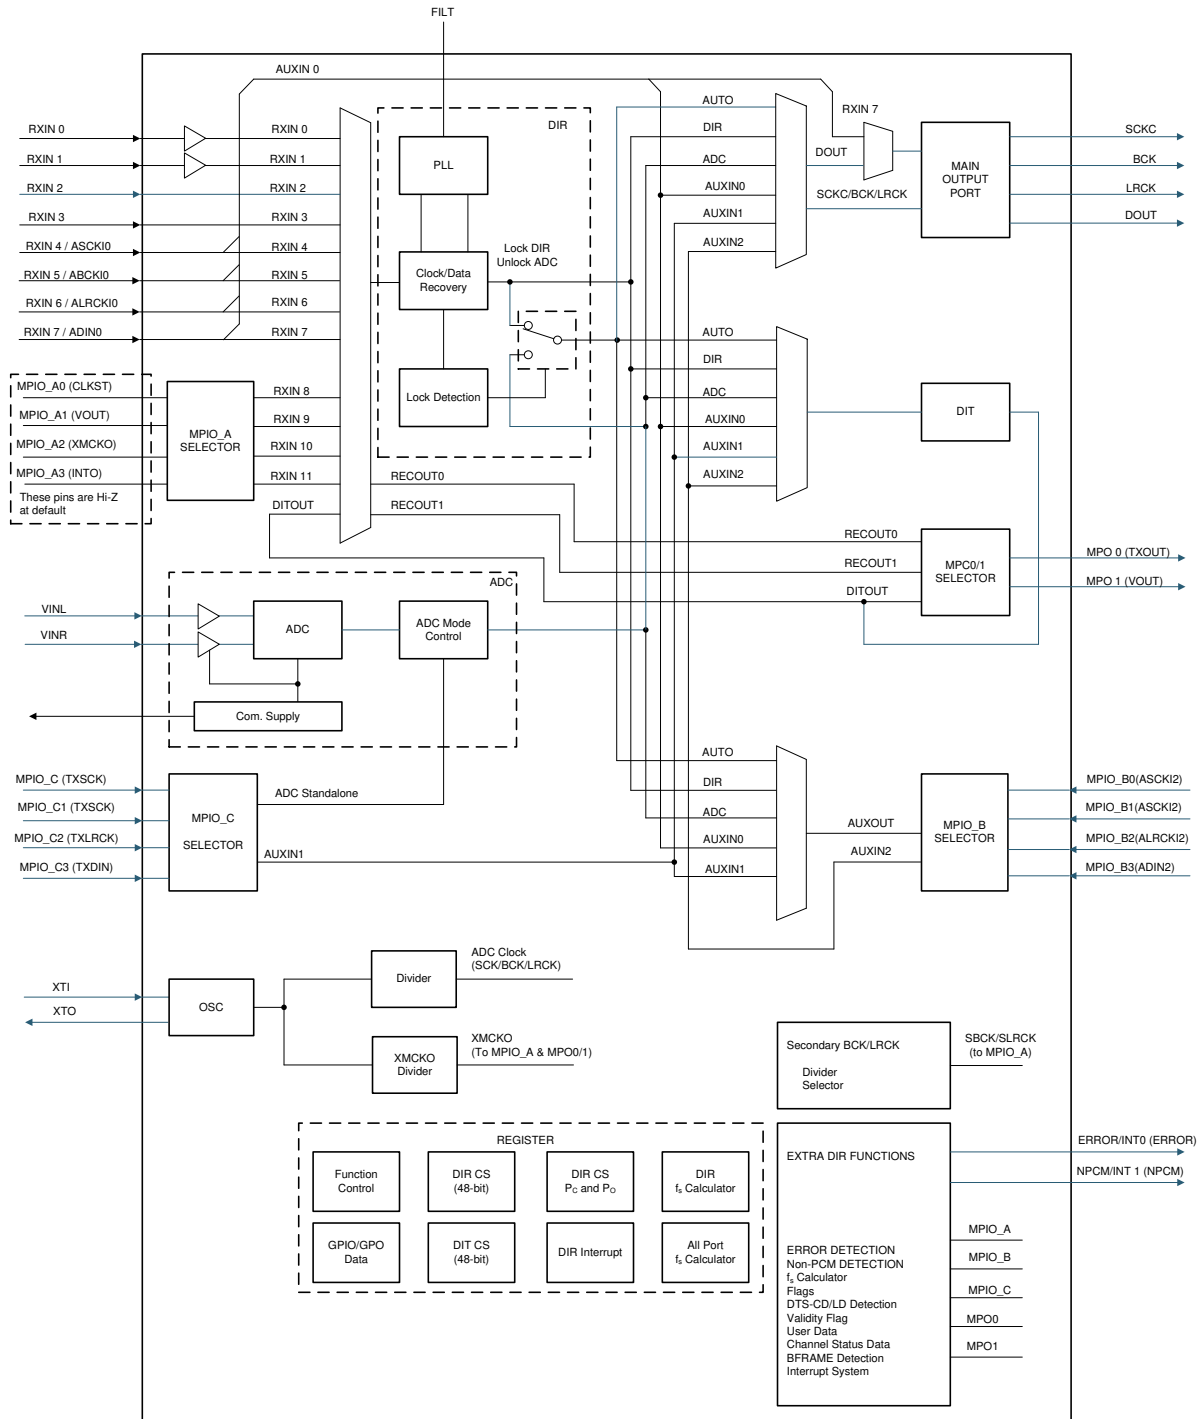 FILT
AUXIN 0
RXIN 0
RXIN 1
RXIN 2
RXIN 3
RXIN 4 / ASCKI0
RXIN 5 / ABCKI0
RXIN 6 / ALRCKI0
RXIN 7 / ADIN0
RXIN 0
RXIN 1
RXIN 2
RXIN 3
RXIN 4
RXIN 5
RXIN 6
RXIN 7
MPIO_A0 (CLKST)
MPIO_A1 (VOUT)
MPIO_A2 (XMCKO)
MPIO_A3 (INTO)
These pins are Hi-Z
at default
MPIO_A
SELECTOR
RXIN 8
RXIN 9
RXIN 10
RXIN 11
DITOUT
DIR
PLL
Clock/Data
Recovery
Lock DIR
Unlock ADC
Lock Detection
RECOUT0
RECOUT1
AUTO
DIR
ADC
AUXIN0
AUXIN1
AUXIN2
RXIN 7
DOUT
SCKC/BCK/LRCK
MAIN
OUTPUT
PORT
SCKC
BCK
LRCK
DOUT
AUTO
DIR
ADC
AUXIN0
AUXIN1
AUXIN2
DIT
RECOUT0
RECOUT1
DITOUT
MPC0/1
SELECTOR
MPO 0 (TXOUT)
MPO 1 (VOUT)
ADC
VINL
VINR
ADC
ADC Mode
Control
Com. Supply
MPIO_C (TXSCK)
MPIO_C1 (TXSCK)
MPIO_C2 (TXLRCK)
MPIO_C3 (TXDIN)
MPIO_C
SELECTOR
ADC Standalone
AUXIN1
AUTO
DIR
ADC
AUXIN0
AUXIN1
AUXOUT
AUXIN2
MPIO_B
SELECTOR
MPIO_B0(ASCKI2)
MPIO_B1(ASCKI2)
MPIO_B2(ALRCKI2)
MPIO_B3(ADIN2)
XTI
XTO
OSC
Divider
ADC Clock
(SCK/BCK/LRCK)
XMCKO
Divider
XMCKO
(To MPIO_A & MPO0/1)
Secondary BCK/LRCK
Divider
Selector
SBCK/SLRCK
(to MPIO_A)
REGISTER
Function
Control
DIR CS
(48-bit)
DIR CS
PC and PO
DIR
fs Calculator
GPIO/GPO
Data
DIT CS
(48-bit)
DIR Interrupt
All Port
fs Calculator
EXTRA DIR FUNCTIONS
ERROR DETECTION
Non-PCM DETECTION
fs Calculator
Flags
DTS-CD/LD Detection
Validity Flag
User Data
Channel Status Data
BFRAME Detection
Interrupt System
ERROR/INT0 (ERROR)
NPCM/INT 1 (NPCM)
MPIO_A
MPIO_B
MPIO_C
MPO0
MPO1